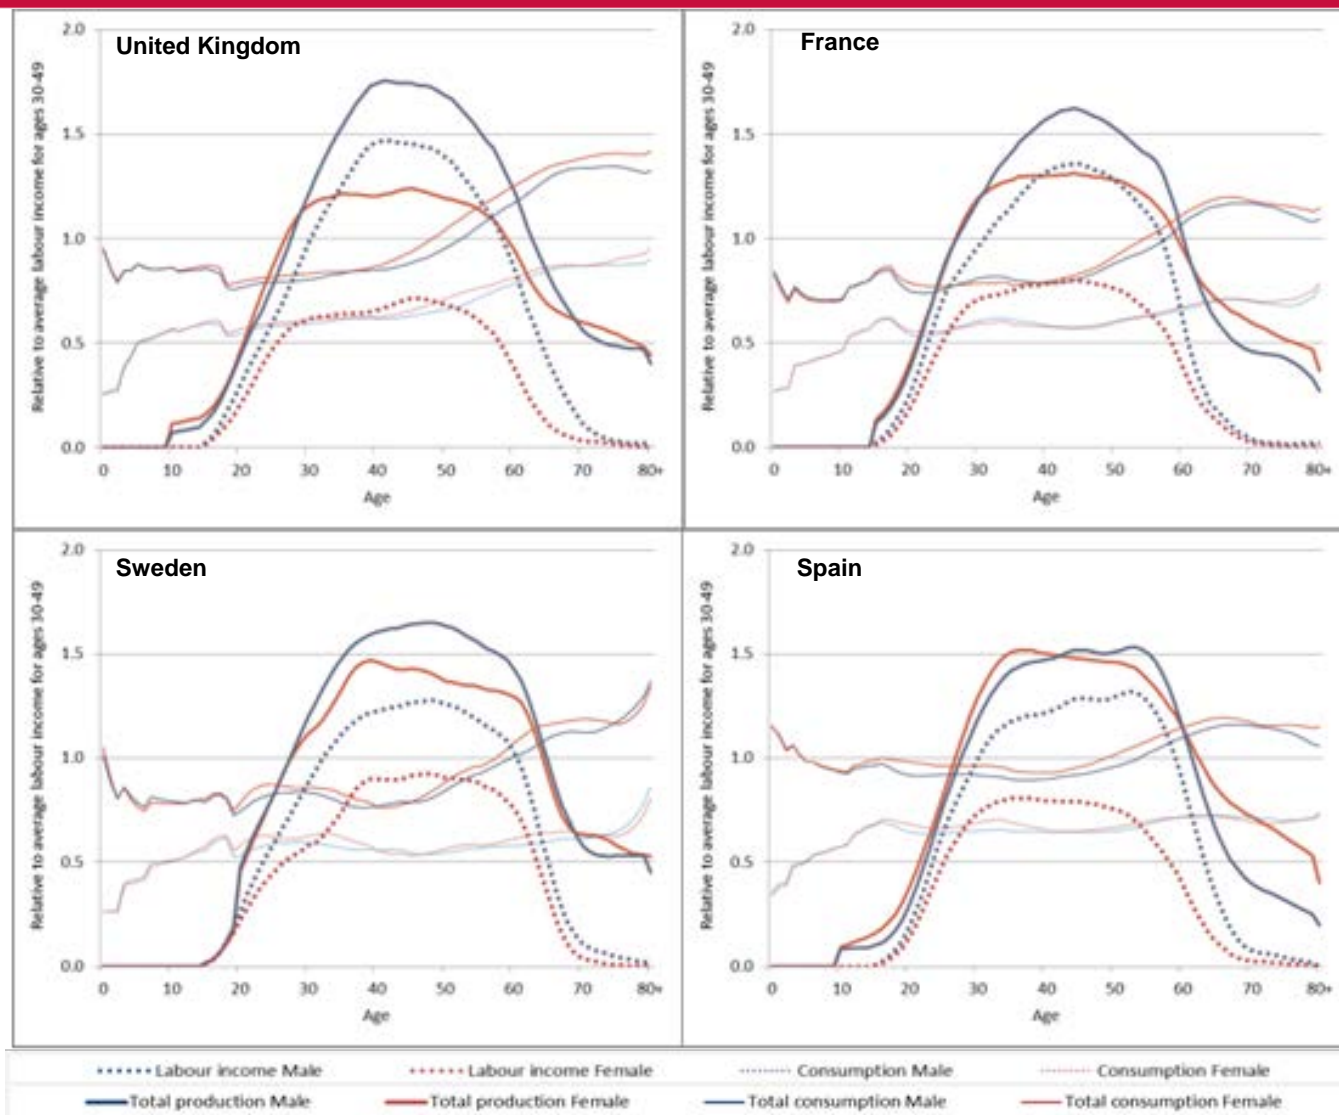 United Kingdom
2.0
1.5
1.0
0.5
0.0
Relative to average labour income for ages 30-49
0 10 20 30 40 50 60 70 80+
Age
France
2.0
1.5
1.0
0.5
0.0
Relative to average labour income for ages 30-49
0 10 20 30 40 50 60 70 80+
Age
Sweden
2.0
1.5
1.0
0.5
0.0
Relative to average labour income for ages 30-49
0 10 20 30 40 50 60 70 80+
Age
Spain
2.0
1.5
1.0
0.5
0.0
Relative to average labour income for ages 30-49
0 10 20 30 40 50 60 70 80+
Age
Labour income Male Labour income Female Consumption Male Consumption Female
Total production Male Total production Female Total consumption Male Total consumption Female